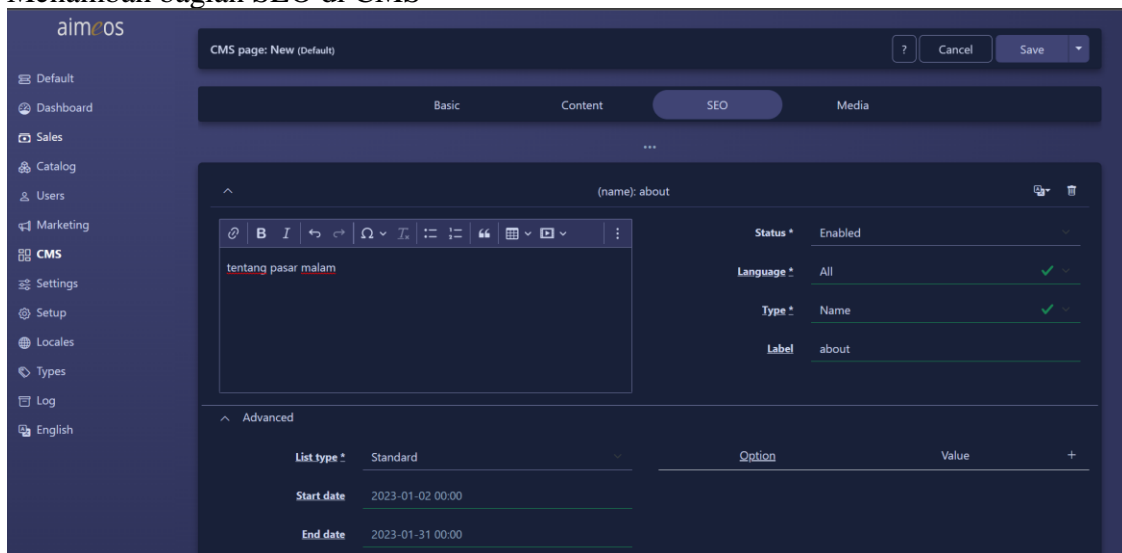 Menambah bagian SEO di CMS
aimeos
CMS page: New (Default)
?
Cancel
Save
Default
Dashboard
Sales
Catalog
Users
Marketing
CMS
Settings
Setup
Locales
Types
Log
English
Basic
Content
SEO
Media
(name): about
tentang pasar malam
Status * Enabled
Language * All
Type * Name
Label about
Advanced
List type * Standard
Start date 2023-01-02 00:00
End date 2023-01-31 00:00
Option Value +